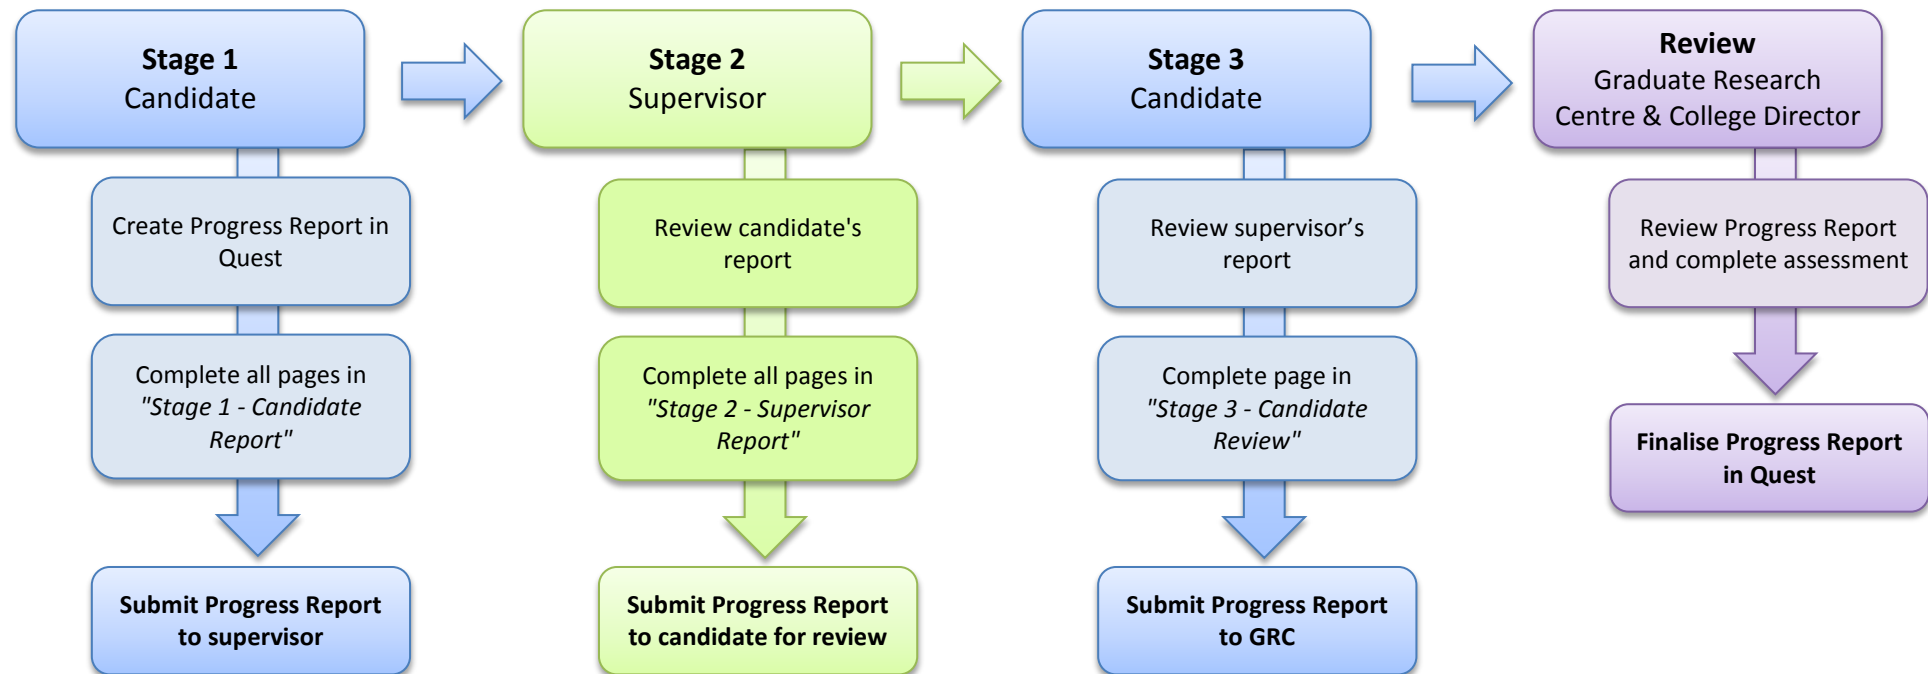 Stage 1
Candidate
Create Progress Report in
Quest
Complete all pages in
"Stage 1 - Candidate
Report"
Submit Progress Report
to supervisor
Stage 2
Supervisor
Review candidate's
report
Complete all pages in
"Stage 2 - Supervisor
Report"
Submit Progress Report
to candidate for review
Stage 3
Candidate
Review supervisor’s
report
Complete page in
"Stage 3 - Candidate
Review"
Submit Progress Report
to GRC
Review
Graduate Research
Centre & College Director
Review Progress Report
and complete assessment
Finalise Progress Report
in Quest